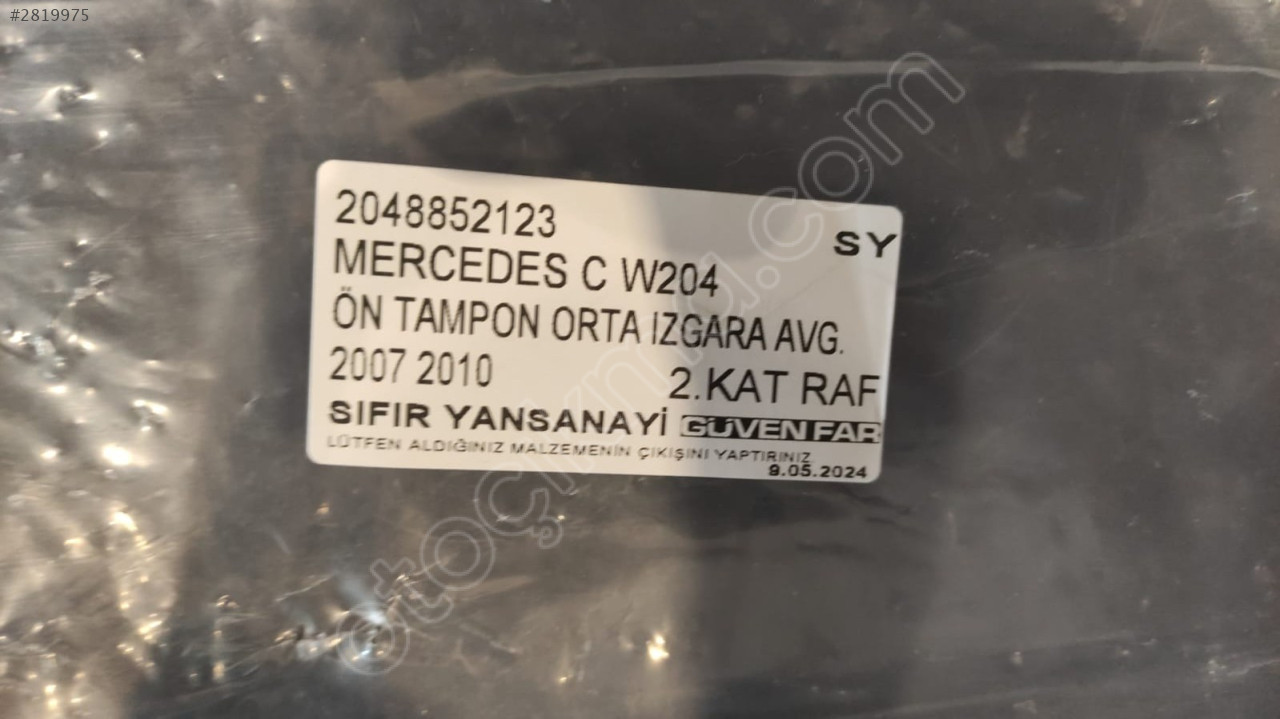 #2819975
2048852123
SY
MERCEDES C W204
ÖN TAMPON ORTA IZGARA AVG.
2007 2010 2.KAT RAF
SIFIR YANSANAYİ GÜVEN FAR
LÜTFEN ALDIĞINIZ MALZEMENİN ÇIKIŞINI YAPTIRINIZ
9.05.2024
otoçıkma.com